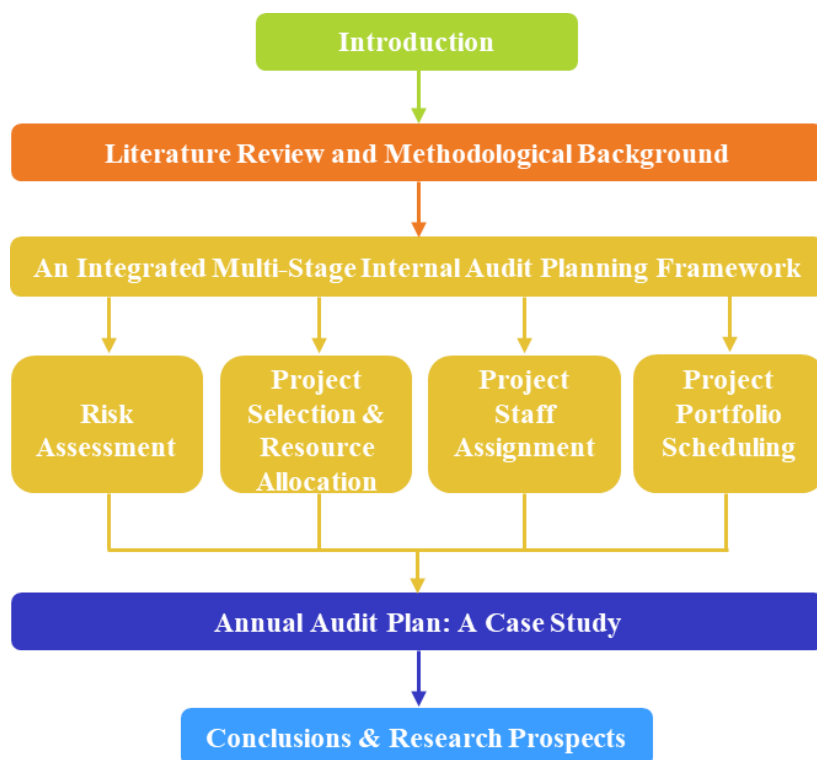 Introduction
Literature Review and Methodological Background
An Integrated Multi-Stage Internal Audit Planning Framework
Risk
Assessment
Project
Selection &
Resource
Allocation
Project
Staff
Assignment
Project
Portfolio
Scheduling
Annual Audit Plan: A Case Study
Conclusions & Research Prospects